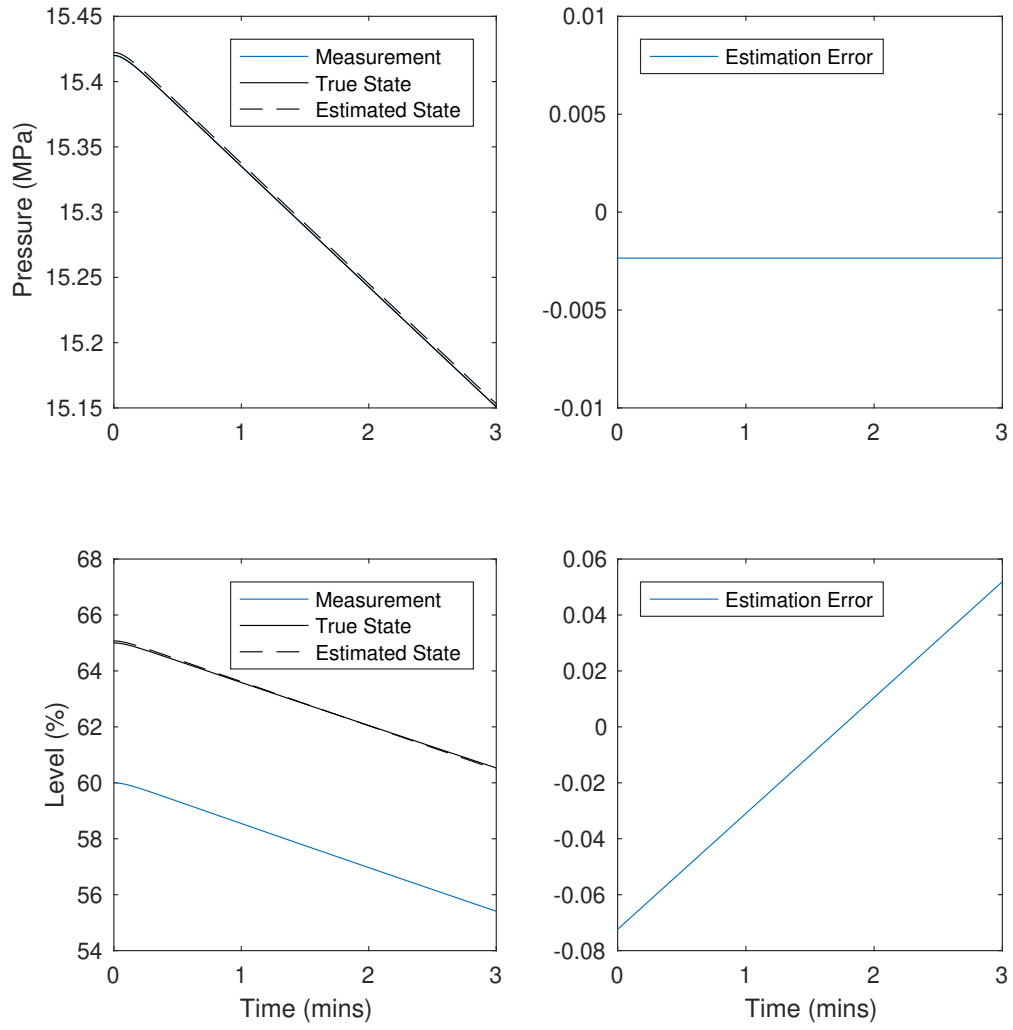 15.45
15.4
15.35
15.3
15.25
15.2
15.15
Pressure (MPa)
Measurement
True State
Estimated State
0 1 2 3
0.01
0.005
0
-0.005
-0.01
Estimation Error
0 1 2 3
68
66
64
62
60
58
56
54
Level (%)
Measurement
True State
Estimated State
0 1 2 3
Time (mins)
0.06
0.04
0.02
0
-0.02
-0.04
-0.06
-0.08
Estimation Error
0 1 2 3
Time (mins)